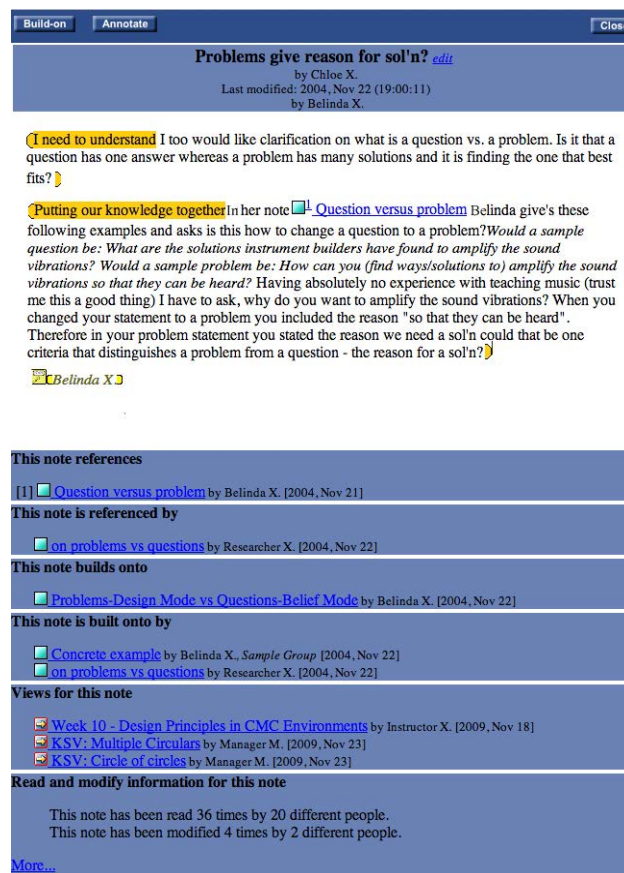 Build-on Annotate Clos
Problems give reason for sol'n? edit
by Chloe X.
Last modified: 2004, Nov 22 (19:00:11)
by Belinda X.
I need to understand I too would like clarification on what is a question vs. a problem. Is it that a
question has one answer whereas a problem has many solutions and it is finding the one that best
fits?
Putting our knowledge together In her note 1 Question versus problem Belinda give's these
following examples and asks is this how to change a question to a problem?Would a sample
question be: What are the solutions instrument builders have found to amplify the sound
vibrations? Would a sample problem be: How can you (find ways/solutions to) amplify the sound
vibrations so that they can be heard? Having absolutely no experience with teaching music (trust
me this a good thing) I have to ask, why do you want to amplify the sound vibrations? When you
changed your statement to a problem you included the reason "so that they can be heard".
Therefore in your problem statement you stated the reason we need a sol'n could that be one
criteria that distinguishes a problem from a question - the reason for a sol'n?
Belinda X.
This note references
[1] Question versus problem by Belinda X. [2004, Nov 21]
This note is referenced by
on problems vs questions by Researcher X. [2004, Nov 22]
This note builds onto
Problems-Design Mode vs Questions-Belief Mode by Belinda X. [2004, Nov 22]
This note is built onto by
Concrete example by Belinda X., Sample Group [2004, Nov 22]
on problems vs questions by Researcher X. [2004, Nov 22]
Views for this note
Week 10 - Design Principles in CMC Environments by Instructor X. [2009, Nov 18]
KSV: Multiple Circulars by Manager M. [2009, Nov 23]
KSV: Circle of circles by Manager M. [2009, Nov 23]
Read and modify information for this note
This note has been read 36 times by 20 different people.
This note has been modified 4 times by 2 different people.
More...